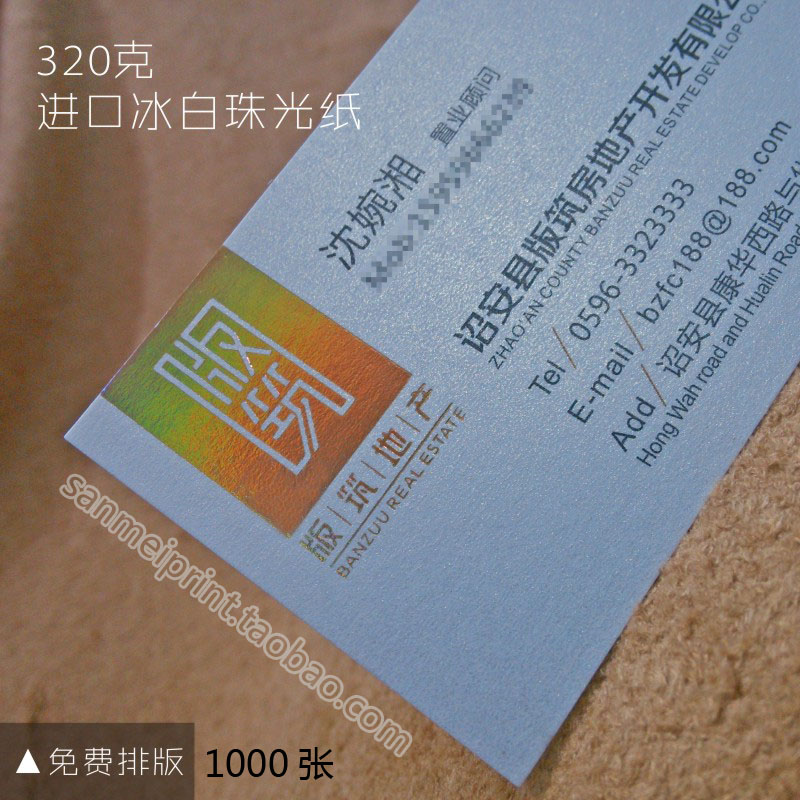 320克
进口冰白珠光纸
沈婉湘 置业顾问
诏安县版筑房地产开发有限
ZHAO AN COUNTY BANZUU REAL ESTATE DEVELOP CO.,
Tel / 0596-3323333
E-mail / bzfc188@188.com
Add / 诏安县康华西路与
Hong Wah road and Hualin Road
版筑
版|筑|地|产
BANZUU REAL ESTATE
sanmeiprint.taobao.com
▲免费排版 1000 张